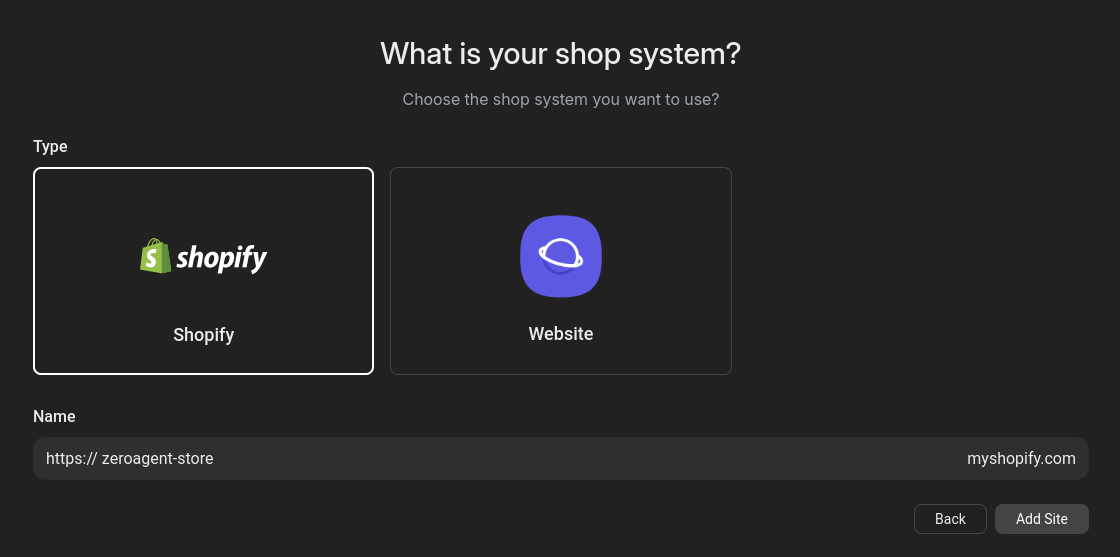 What is your shop system?
Choose the shop system you want to use?
Type
shopify
Shopify
Website
Name
https:// zeroagent-store myshopify.com
Back Add Site